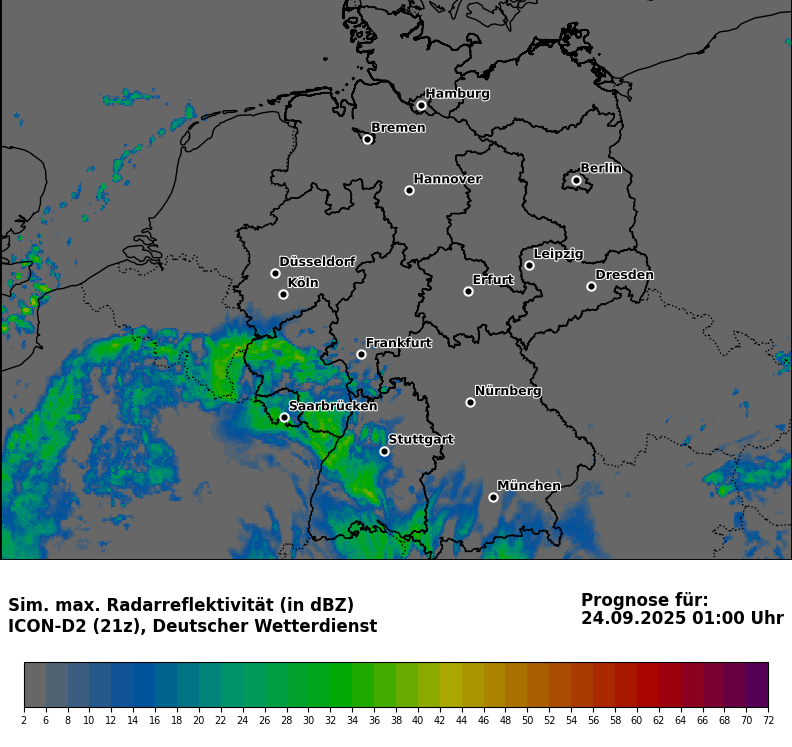 Hamburg
Bremen
Berlin
Hannover
Leipzig
Düsseldorf
Dresden
Köln
Erfurt
Frankfurt
Nürnberg
Saarbrücken
Stuttgart
München
Sim. max. Radarreflektivität (in dBZ)
ICON-D2 (21z), Deutscher Wetterdienst
Prognose für:
24.09.2025 01:00 Uhr
2 6 8 10 12 14 16 18 20 22 24 26 28 30 32 34 36 38 40 42 44 46 48 50 52 54 56 58 60 62 64 66 68 70 72